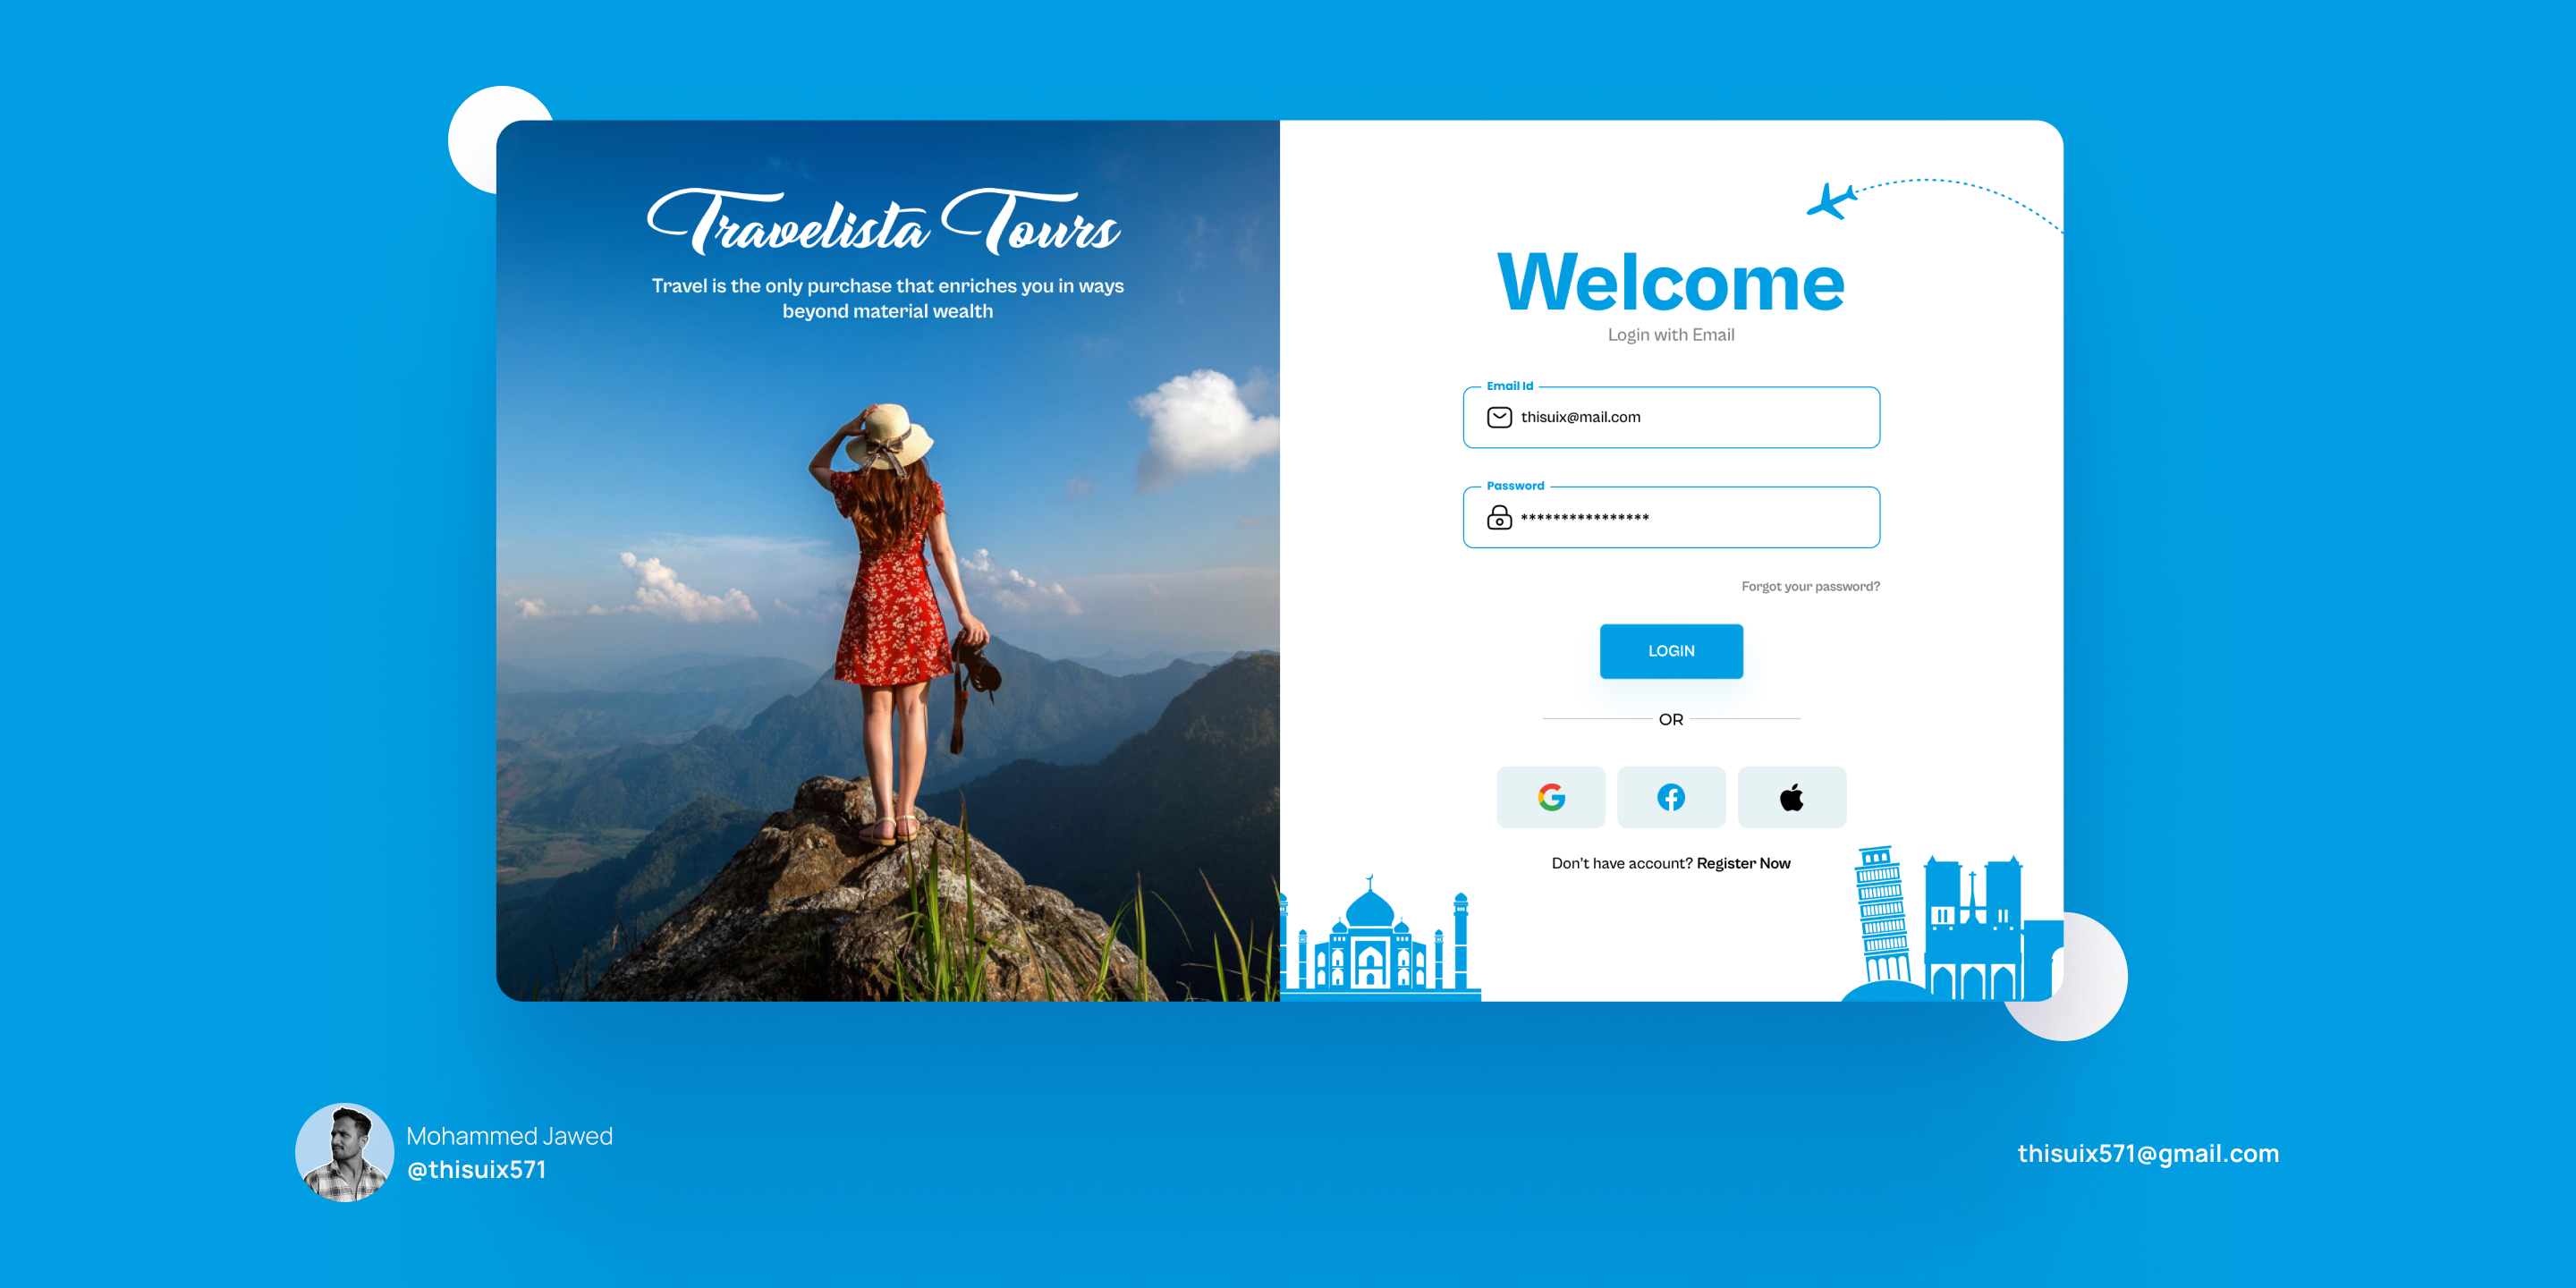 Travelista Tours
Travel is the only purchase that enriches you in ways
beyond material wealth
Welcome
Login with Email
Email Id
thisuix@mail.com
Password
****************
Forgot your password?
LOGIN
OR
Don't have account? Register Now
Mohammed Jawed
@thisuix571
thisuix571@gmail.com